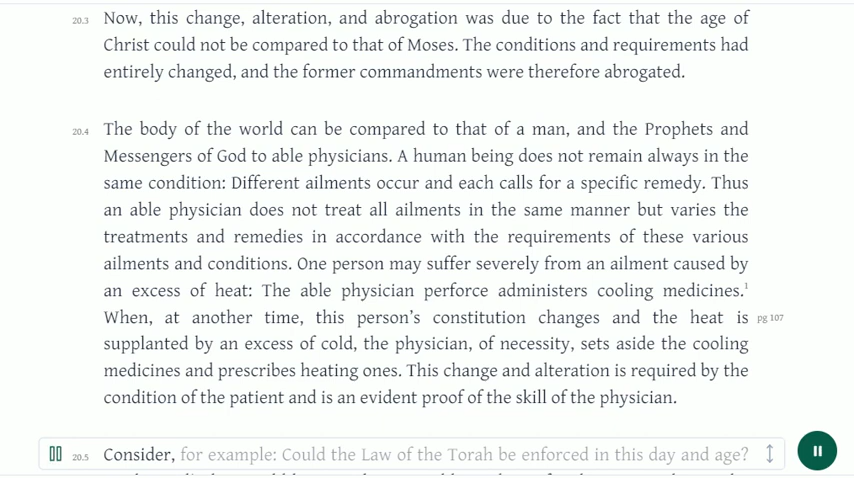 20.3 Now, this change, alteration, and abrogation was due to the fact that the age of
Christ could not be compared to that of Moses. The conditions and requirements had
entirely changed, and the former commandments were therefore abrogated.
20.4 The body of the world can be compared to that of a man, and the Prophets and
Messengers of God to able physicians. A human being does not remain always in the
same condition: Different ailments occur and each calls for a specific remedy. Thus
an able physician does not treat all ailments in the same manner but varies the
treatments and remedies in accordance with the requirements of these various
ailments and conditions. One person may suffer severely from an ailment caused by
an excess of heat: The able physician perforce administers cooling medicines.1
When, at another time, this person’s constitution changes and the heat is pg 107
supplanted by an excess of cold, the physician, of necessity, sets aside the cooling
medicines and prescribes heating ones. This change and alteration is required by the
condition of the patient and is an evident proof of the skill of the physician.
20.5 Consider, for example: Could the Law of the Torah be enforced in this day and age?